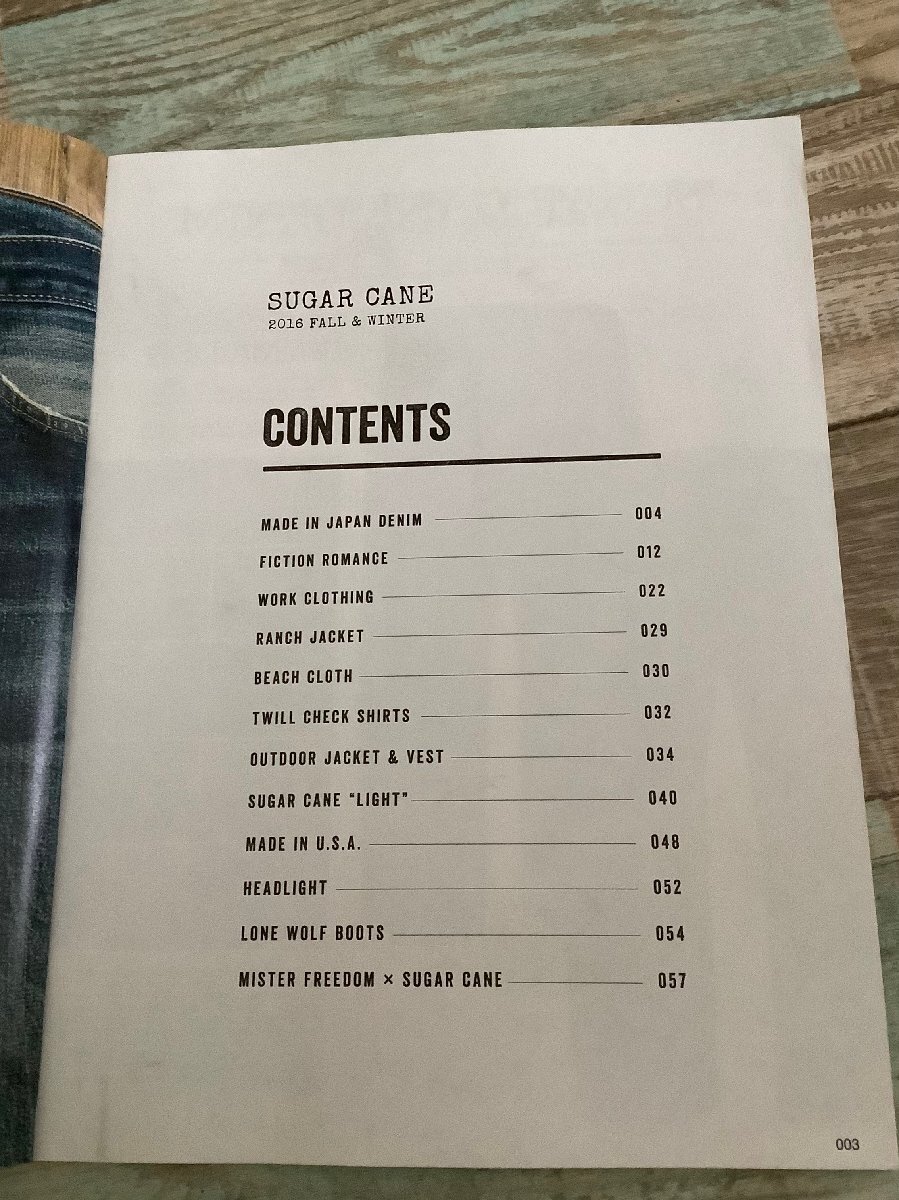 SUGAR CANE
2016 FALL & WINTER
CONTENTS
MADE IN JAPAN DENIM 004
FICTION ROMANCE 012
WORK CLOTHING 022
RANCH JACKET 029
BEACH CLOTH 030
TWILL CHECK SHIRTS 032
OUTDOOR JACKET & VEST 034
SUGAR CANE “LIGHT” 040
MADE IN U.S.A. 048
HEADLIGHT 052
LONE WOLF BOOTS 054
MISTER FREEDOM × SUGAR CANE 057
003